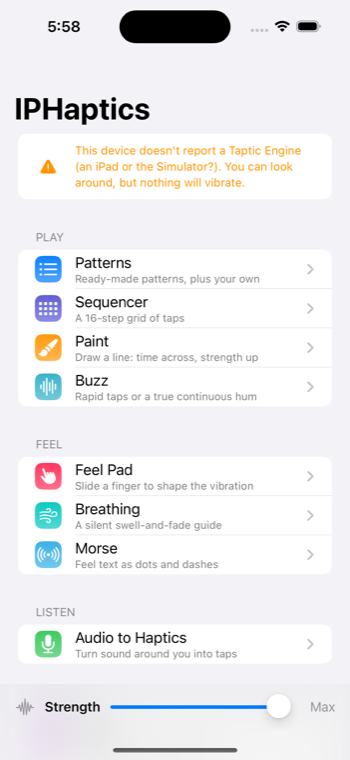 5:58
IPHaptics
This device doesn't report a Taptic Engine
(an iPad or the Simulator?). You can look
around, but nothing will vibrate.
PLAY
Patterns
Ready-made patterns, plus your own
Sequencer
A 16-step grid of taps
Paint
Draw a line: time across, strength up
Buzz
Rapid taps or a true continuous hum
FEEL
Feel Pad
Slide a finger to shape the vibration
Breathing
A silent swell-and-fade guide
Morse
Feel text as dots and dashes
LISTEN
Audio to Haptics
Turn sound around you into taps
Strength Max